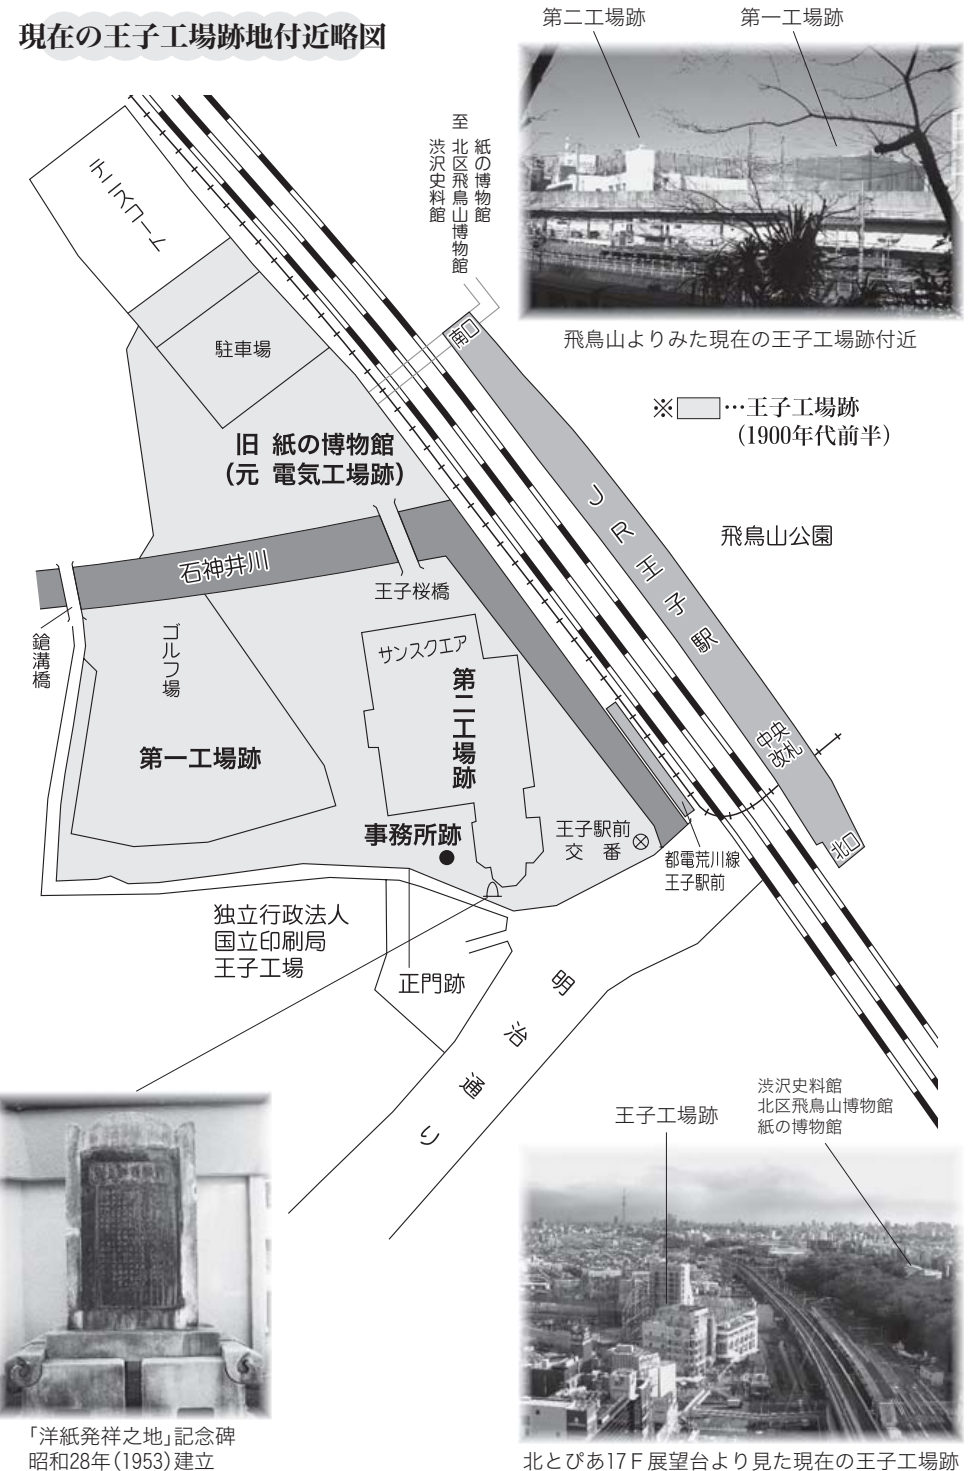 現在の王子工場跡地付近略図
第二工場跡
第一工場跡
飛鳥山よりみた現在の王子工場跡付近
※ …王子工場跡
(1900年代前半)
至
紙の博物館
北区飛鳥山博物館
渋沢史料館
テニスコート
駐車場
南口
旧 紙の博物館
(元 電気工場跡)
JR王子駅
飛鳥山公園
石神井川
王子桜橋
鎗溝橋
ゴルフ場
サンスクエア
第二工場跡
第一工場跡
中央
改札
事務所跡
王子駅前
交番
都電荒川線
王子駅前
北口
独立行政法人
国立印刷局
王子工場
正門跡
明治通り
「洋紙発祥之地」記念碑
昭和28年(1953)建立
王子工場跡
渋沢史料館
北区飛鳥山博物館
紙の博物館
北とぴあ17F展望台より見た現在の王子工場跡